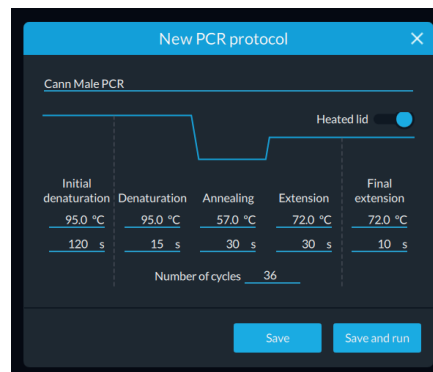 New PCR protocol
Cann Male PCR
Heated lid
Initial denaturation Denaturation Annealing Extension Final extension
95.0 °C 95.0 °C 57.0 °C 72.0 °C 72.0 °C
120 s 15 s 30 s 30 s 10 s
Number of cycles 36
Save Save and run